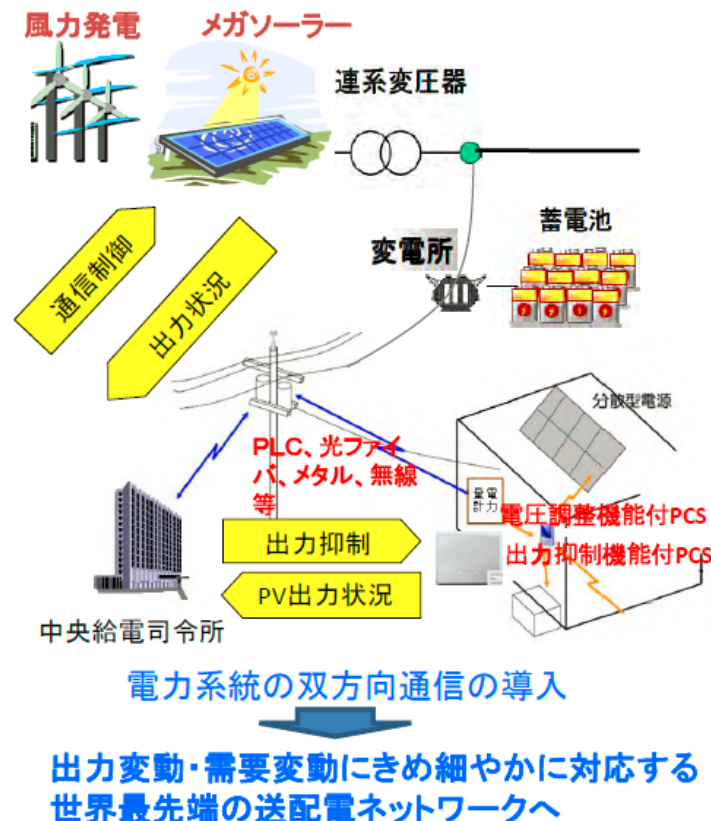 風力発電
メガソーラー
連系変圧器
蓄電池
変電所
通信制御
出力状況
分散型電源
PLC、光ファイ
バ、メタル、無線
等
電力
量計
電圧調整機能付PCS
出力抑制機能付PCS
出力抑制
PV出力状況
中央給電司令所
電力系統の双方向通信の導入
出力変動・需要変動にきめ細やかに対応する
世界最先端の送配電ネットワークへ